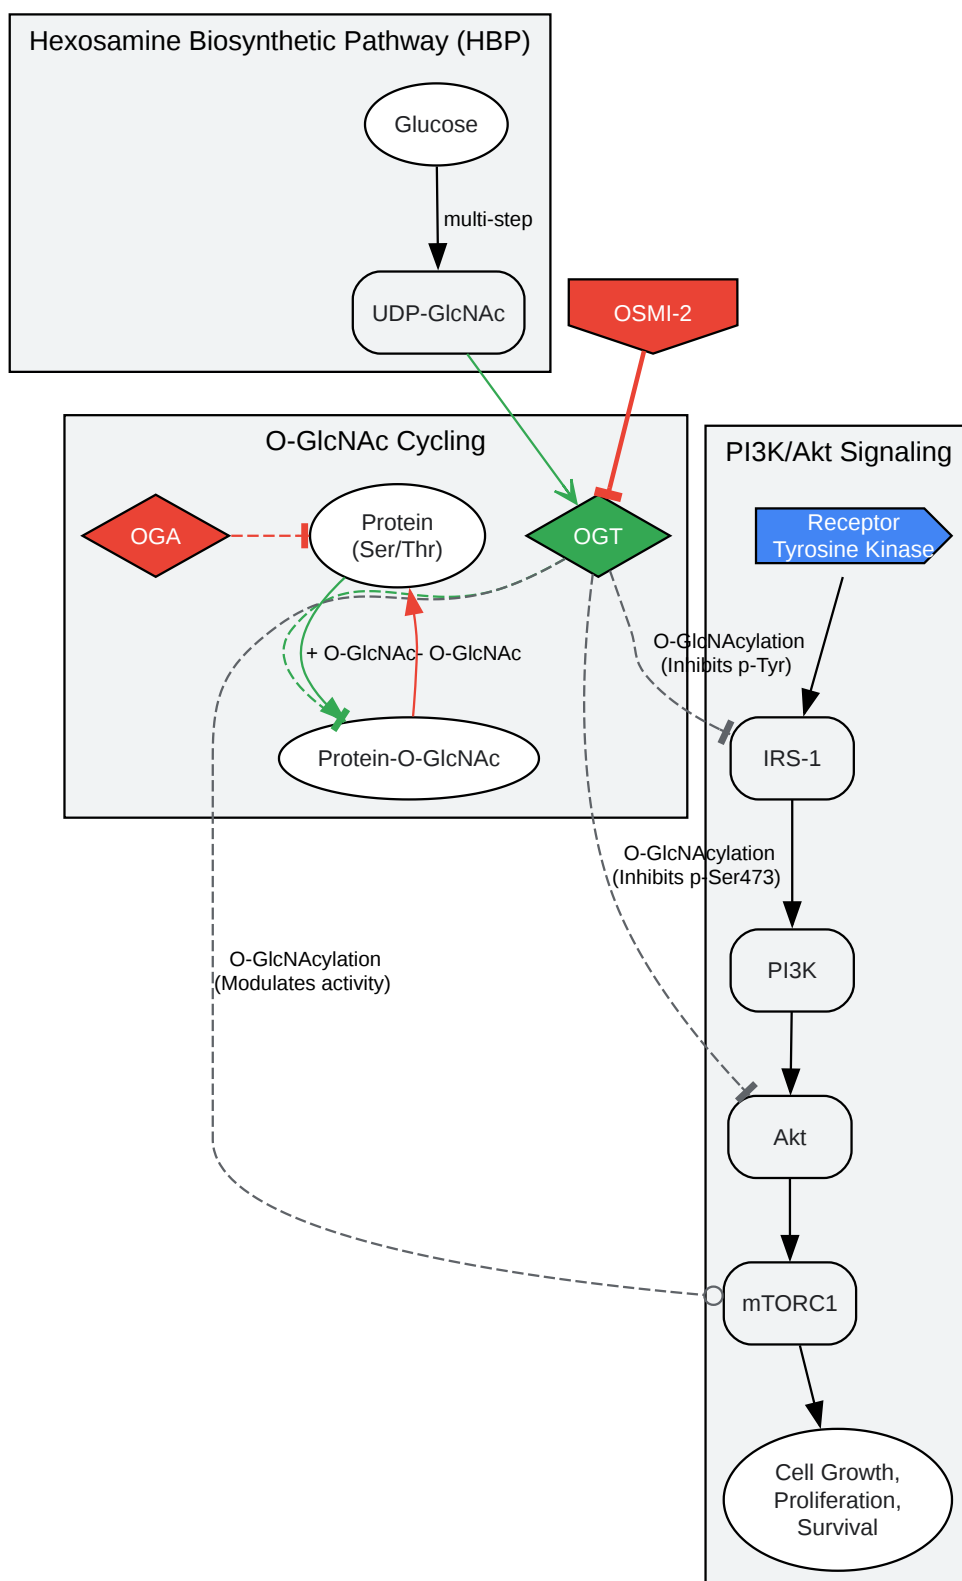 Hexosamine Biosynthetic Pathway (HBP)
Glucose
multi-step
UDP-GlcNAc
OSMI-2
O-GlcNAc Cycling
PI3K/Akt Signaling
OGA
Protein
(Ser/Thr)
OGT
Receptor
Tyrosine Kinase
+ O-GlcNAc
- O-GlcNAc
O-GlcNAcylation
(Inhibits p-Tyr)
Protein-O-GlcNAc
IRS-1
O-GlcNAcylation
(Inhibits p-Ser473)
O-GlcNAcylation
(Modulates activity)
PI3K
Akt
mTORC1
Cell Growth,
Proliferation,
Survival